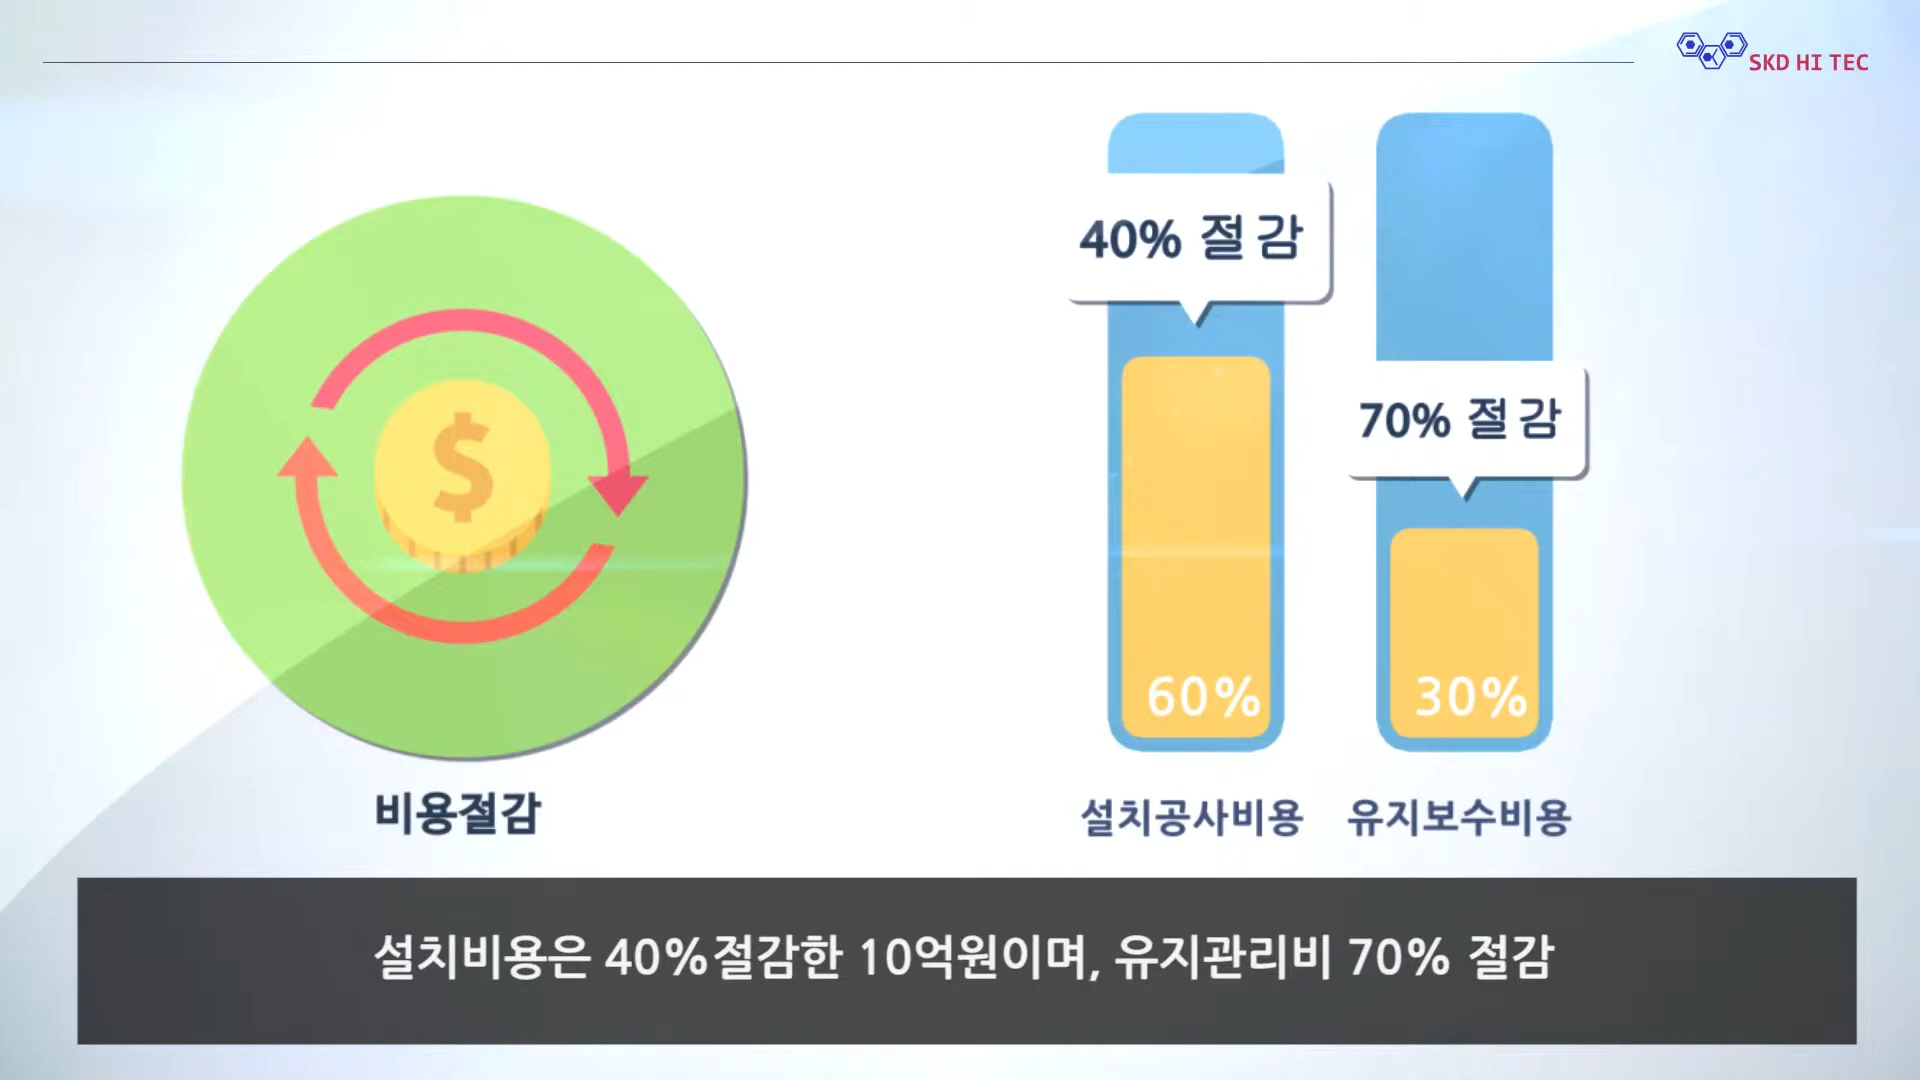 SKD HI TEC
40% 절감
70% 절감
$
60%
30%
비용절감
설치공사비용
유지보수비용
설치비용은 40%절감한 10억원이며, 유지관리비 70% 절감